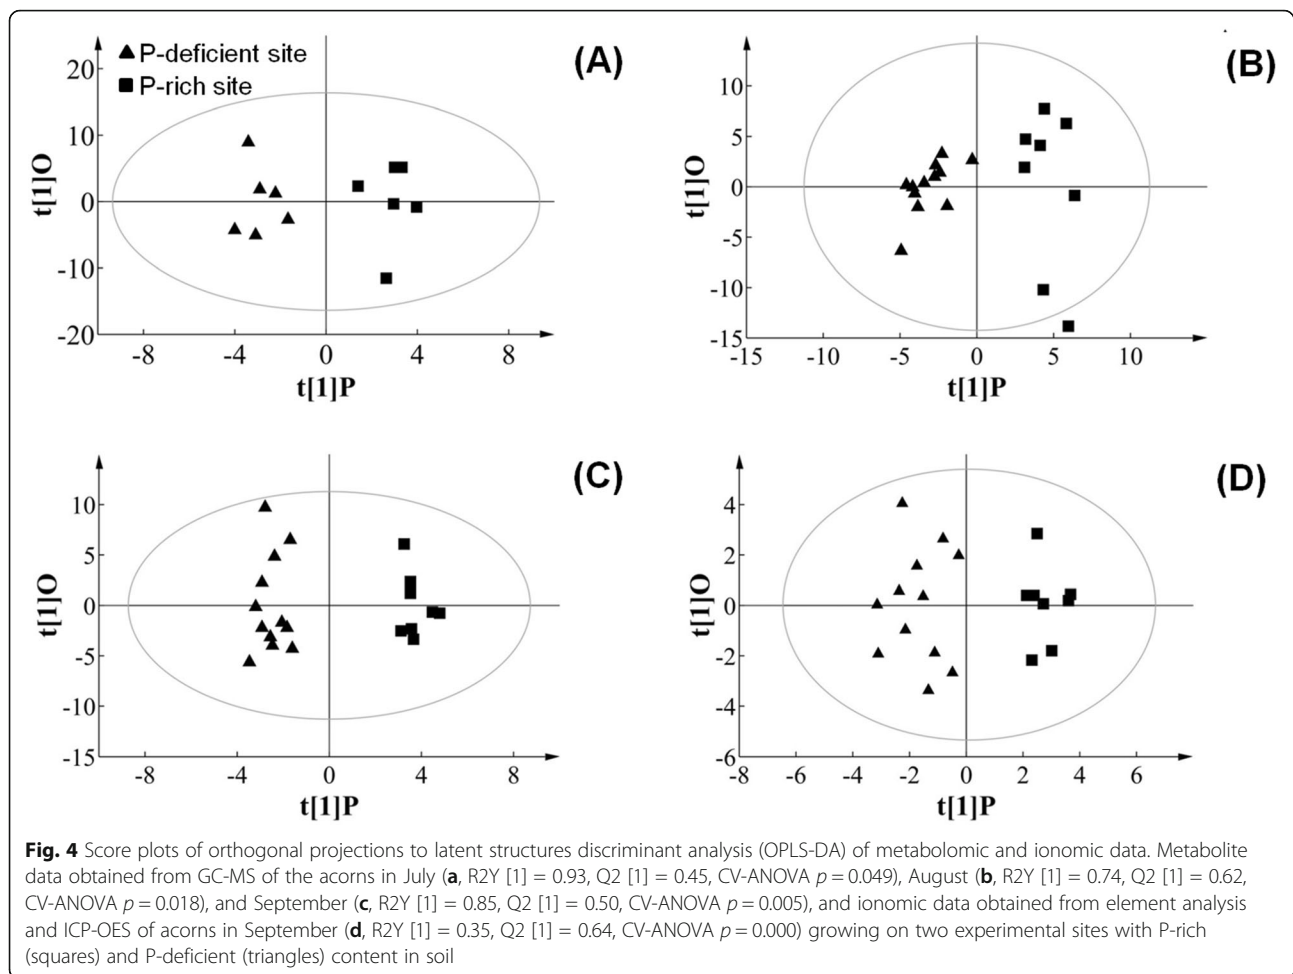 P-deficient site
P-rich site
(A)
20
10
0
-10
-20
-8 -4 0 4 8
t[1]O
t[1]P
(B)
10
5
0
-5
-10
-15
-15 -10 -5 0 5 10
t[1]O
t[1]P
(C)
10
5
0
-5
-10
-15
-8 -4 0 4 8
t[1]O
t[1]P
(D)
4
2
0
-2
-4
-6
-8 -6 -4 -2 0 2 4 6
t[1]O
t[1]P
Fig. 4 Score plots of orthogonal projections to latent structures discriminant analysis (OPLS-DA) of metabolomic and ionomic data. Metabolite
data obtained from GC-MS of the acorns in July (a, R2Y [1] = 0.93, Q2 [1] = 0.45, CV-ANOVA p = 0.049), August (b, R2Y [1] = 0.74, Q2 [1] = 0.62,
CV-ANOVA p = 0.018), and September (c, R2Y [1] = 0.85, Q2 [1] = 0.50, CV-ANOVA p = 0.005), and ionomic data obtained from element analysis
and ICP-OES of acorns in September (d, R2Y [1] = 0.35, Q2 [1] = 0.64, CV-ANOVA p = 0.000) growing on two experimental sites with P-rich
(squares) and P-deficient (triangles) content in soil